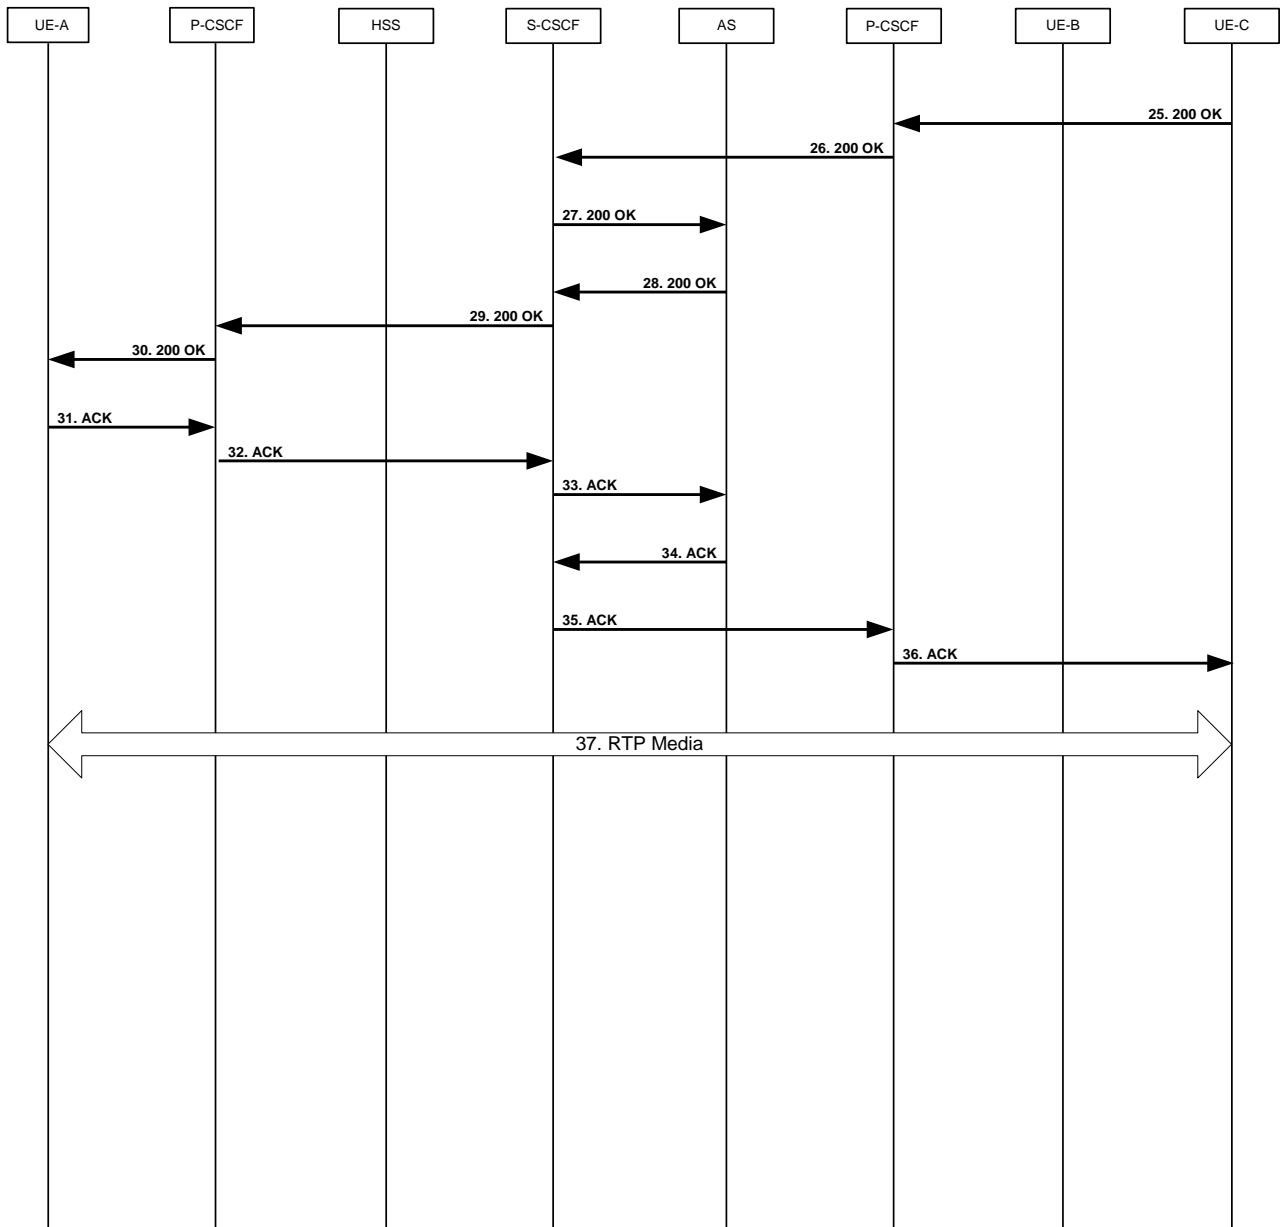 UE-A
P-CSCF
HSS
S-CSCF
AS
P-CSCF
UE-B
UE-C
25. 200 OK
26. 200 OK
27. 200 OK
28. 200 OK
29. 200 OK
30. 200 OK
31. ACK
32. ACK
33. ACK
34. ACK
35. ACK
36. ACK
37. RTP Media